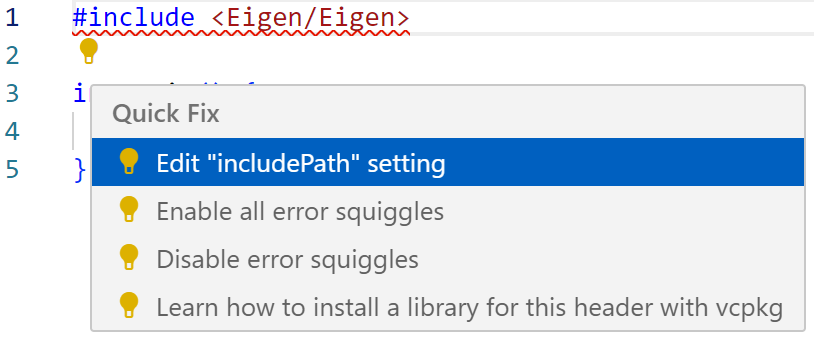 1 #include <Eigen/Eigen>
2
3
Quick Fix
4
Edit "includePath" setting
5 }
Enable all error squiggles
Disable error squiggles
Learn how to install a library for this header with vcpkg